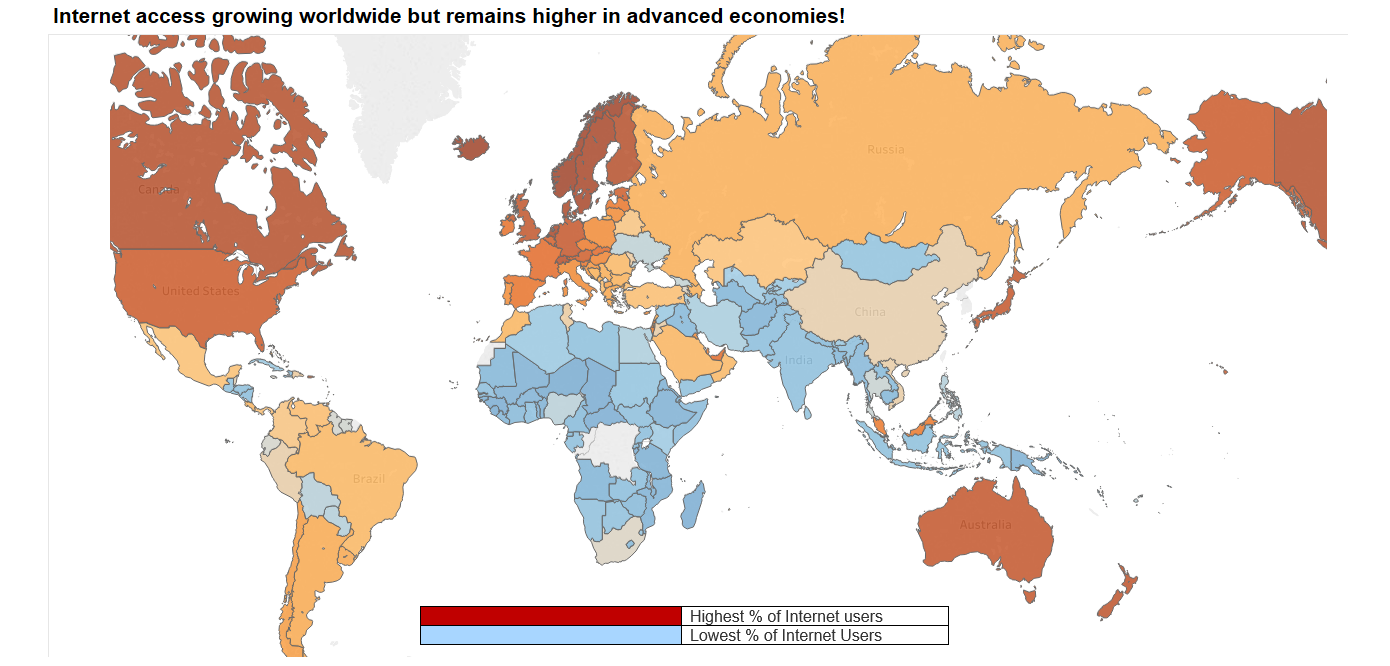 Internet access growing worldwide but remains higher in advanced economies!
Russia
Canada
United States
China
India
Brazil
Australia
Highest % of Internet users
Lowest % of Internet Users